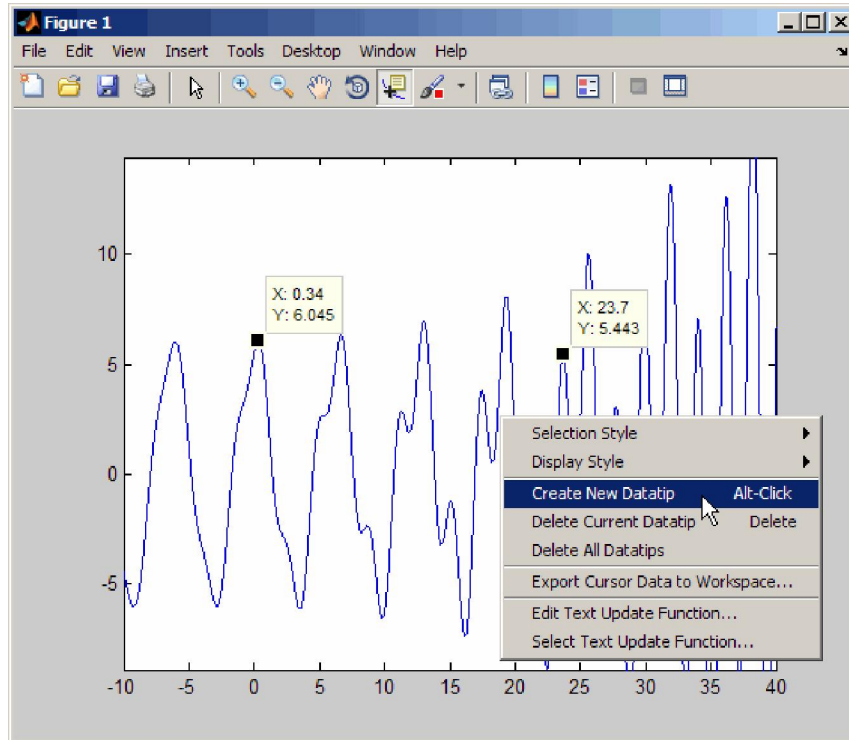 Figure 1
File Edit View Insert Tools Desktop Window Help
10
5
0
-5
X: 0.34
Y: 6.045
X: 23.7
Y: 5.443
Selection Style
Display Style
Create New Datatip Alt-Click
Delete Current Datatip Delete
Delete All Datatips
Export Cursor Data to Workspace...
Edit Text Update Function...
Select Text Update Function...
-10 -5 0 5 10 15 20 25 30 35 40